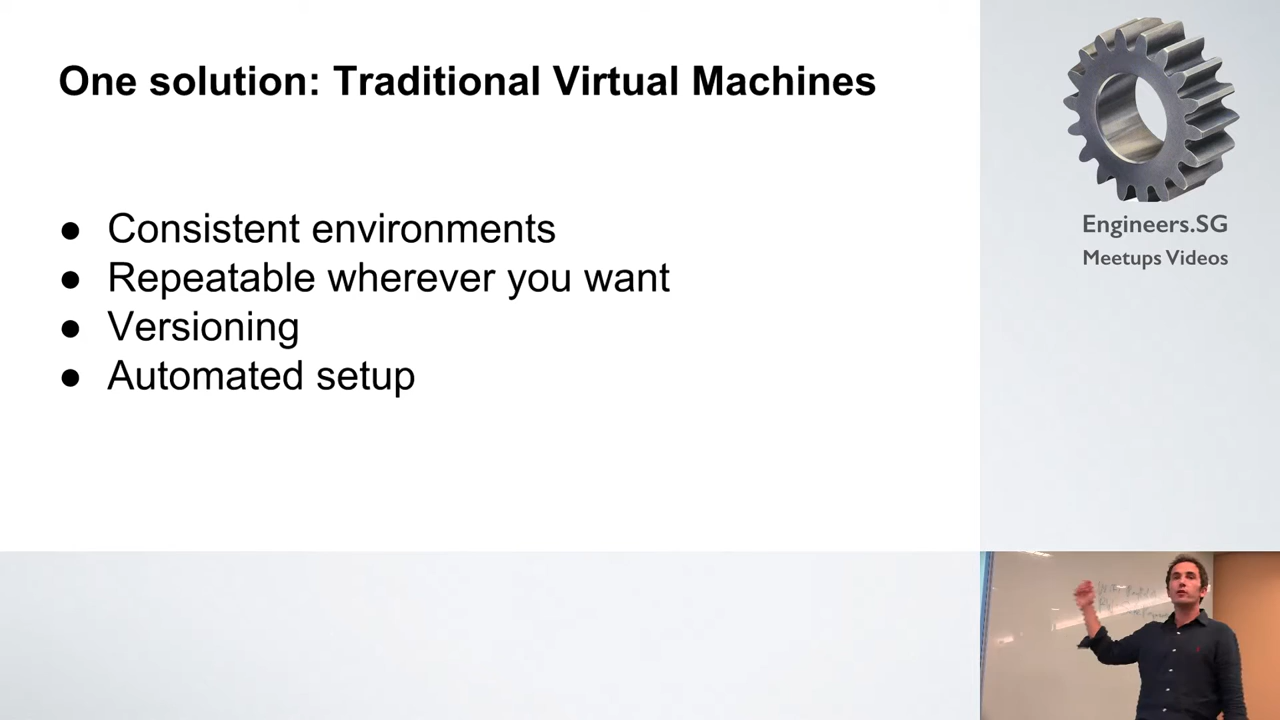 One solution: Traditional Virtual Machines
● Consistent environments
● Repeatable wherever you want
● Versioning
● Automated setup
Engineers.SG
Meetups Videos